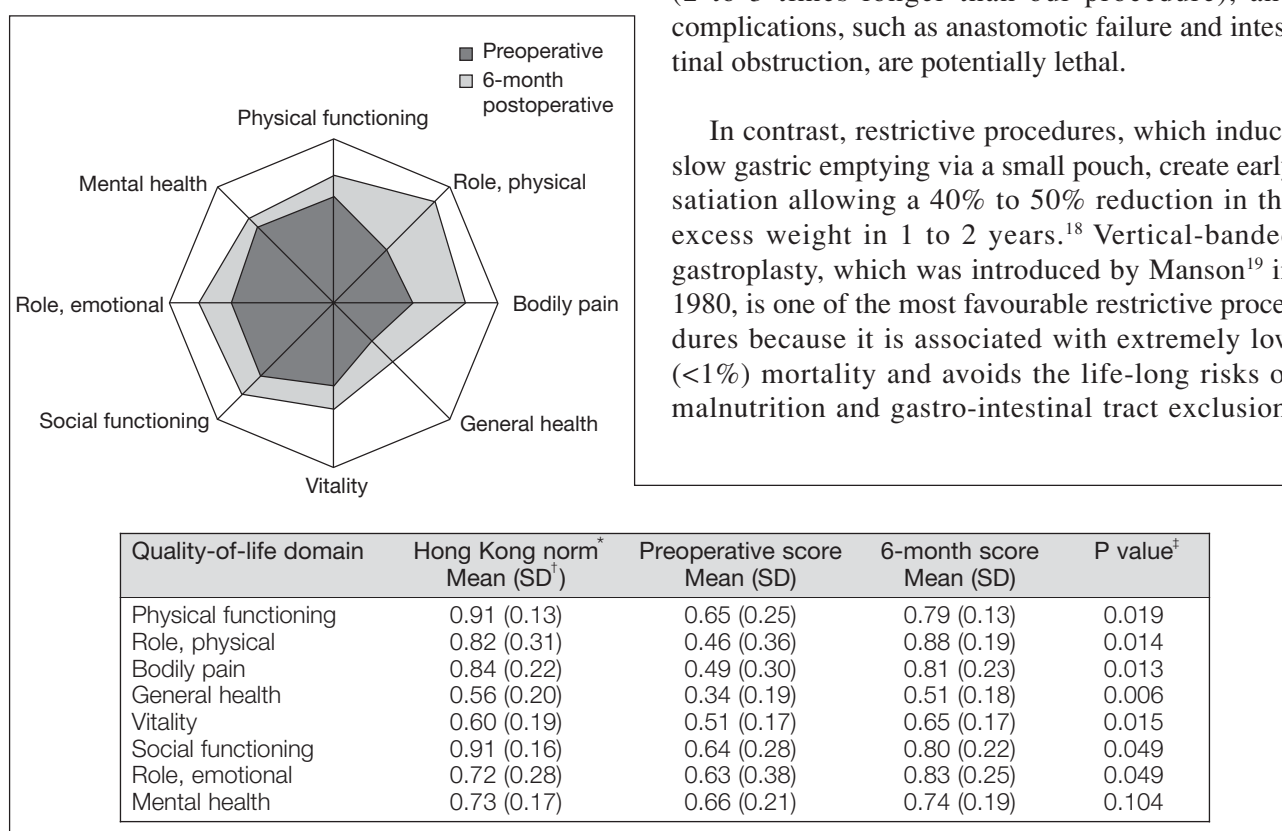 Preoperative
6-month
postoperative
Physical functioning
Mental health
Role, physical
Role, emotional
Bodily pain
Social functioning
General health
Vitality
complications, such as anastomotic failure and intes
tinal obstruction, are potentially lethal.
In contrast, restrictive procedures, which induc
slow gastric emptying via a small pouch, create early
satiation allowing a 40% to 50% reduction in th
excess weight in 1 to 2 years.18 Vertical-bande
gastroplasty, which was introduced by Manson19 i
1980, is one of the most favourable restrictive proce
dures because it is associated with extremely lo
(<1%) mortality and avoids the life-long risks o
malnutrition and gastro-intestinal tract exclusion
Quality-of-life domain Hong Kong norm* Preoperative score 6-month score P value‡
Mean (SD†) Mean (SD) Mean (SD)
Physical functioning 0.91 (0.13) 0.65 (0.25) 0.79 (0.13) 0.019
Role, physical 0.82 (0.31) 0.46 (0.36) 0.88 (0.19) 0.014
Bodily pain 0.84 (0.22) 0.49 (0.30) 0.81 (0.23) 0.013
General health 0.56 (0.20) 0.34 (0.19) 0.51 (0.18) 0.006
Vitality 0.60 (0.19) 0.51 (0.17) 0.65 (0.17) 0.015
Social functioning 0.91 (0.16) 0.64 (0.28) 0.80 (0.22) 0.049
Role, emotional 0.72 (0.28) 0.63 (0.38) 0.83 (0.25) 0.049
Mental health 0.73 (0.17) 0.66 (0.21) 0.74 (0.19) 0.104